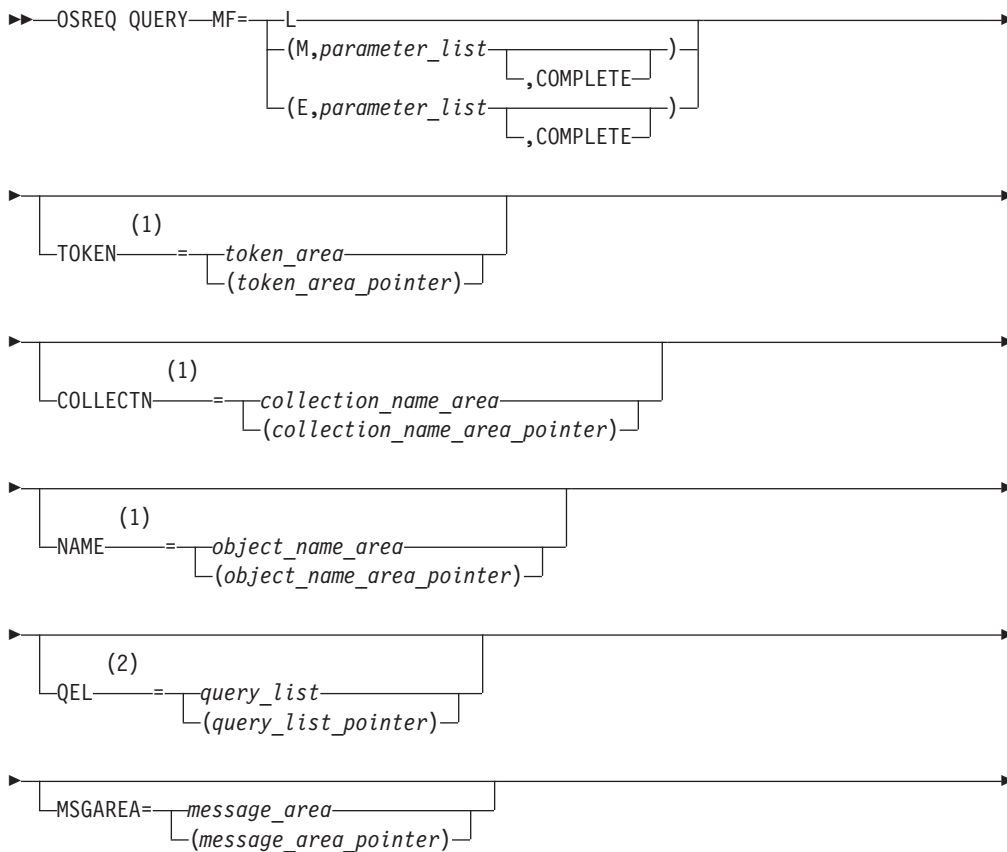 OSREQ QUERY MF= L
(M,parameter_list )
,COMPLETE
(E,parameter_list )
,COMPLETE
(1)
TOKEN = token_area
(token_area_pointer)
(1)
COLLECTN = collection_name_area
(collection_name_area_pointer)
(1)
NAME = object_name_area
(object_name_area_pointer)
(2)
QEL = query_list
(query_list_pointer)
MSGAREA= message_area
(message_area_pointer)